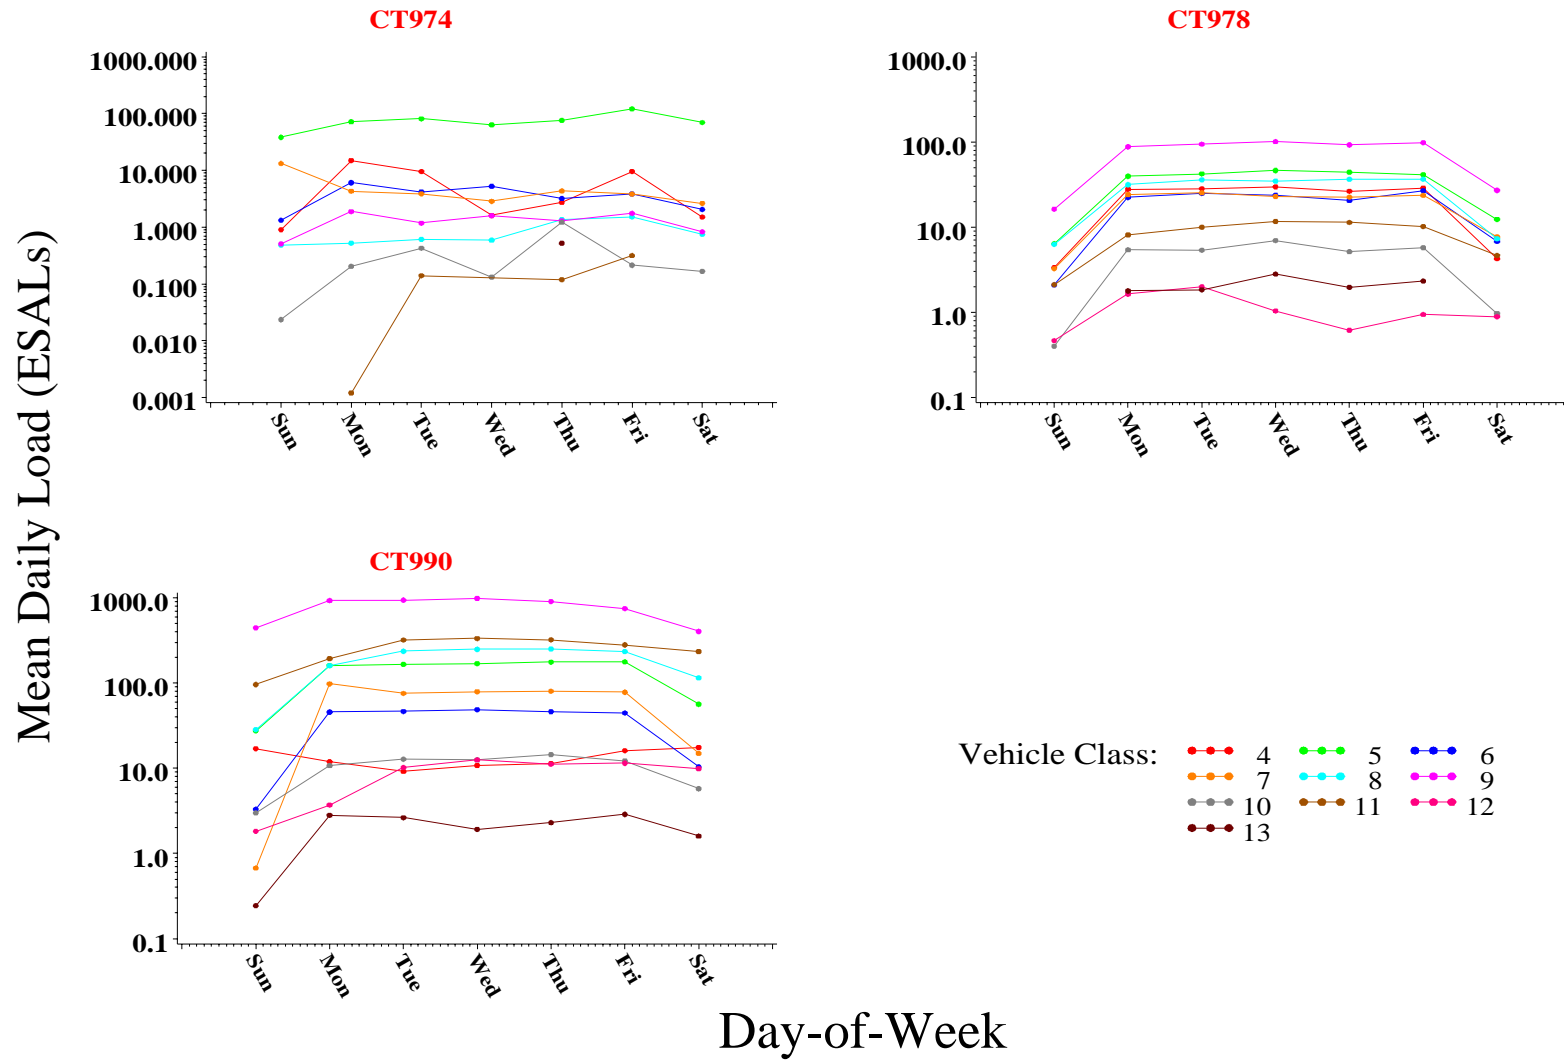 CT974
CT978
1000.000
100.000
10.000
1.000
0.100
0.010
0.001
Sun Mon Tue Wed Thu Fri Sat
1000.0
100.0
10.0
1.0
0.1
Sun Mon Tue Wed Thu Fri Sat
Mean Daily Load (ESALs)
CT990
1000.0
100.0
10.0
1.0
0.1
Sun Mon Tue Wed Thu Fri Sat
Vehicle Class: 4 5 6
7 8 9
10 11 12
13
Day-of-Week